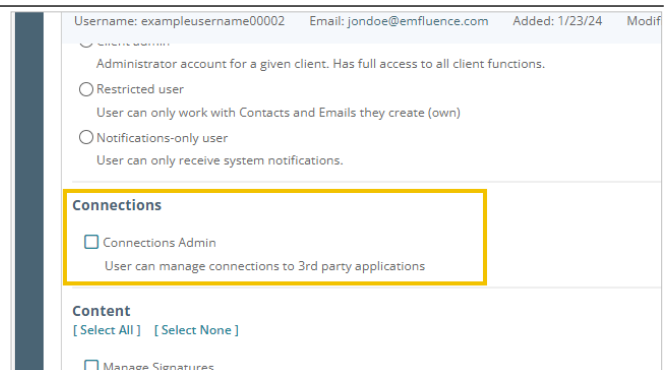 Username: exampleusername00002 Email: jondoe@emfluence.com Added: 1/23/24 Modif
Client admin
Administrator account for a given client. Has full access to all client functions.
Restricted user
User can only work with Contacts and Emails they create (own)
Notifications-only user
User can only receive system notifications.
Connections
Connections Admin
User can manage connections to 3rd party applications
Content
[ Select All ] [ Select None ]
Manage Signatures